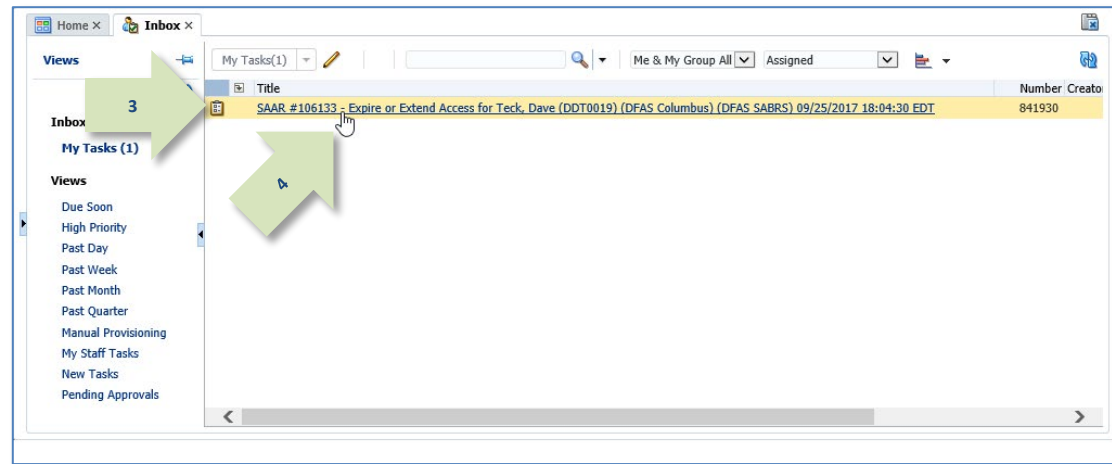 Home × Inbox ×
Views My Tasks(1) Me & My Group All Assigned
Title Number Creato
3
SAAR #106133 - Expire or Extend Access for Teck, Dave (DDT0019) (DFAS Columbus) (DFAS SABRS) 09/25/2017 18:04:30 EDT 841930
Inbox
My Tasks (1)
4
Views
Due Soon
High Priority
Past Day
Past Week
Past Month
Past Quarter
Manual Provisioning
My Staff Tasks
New Tasks
Pending Approvals